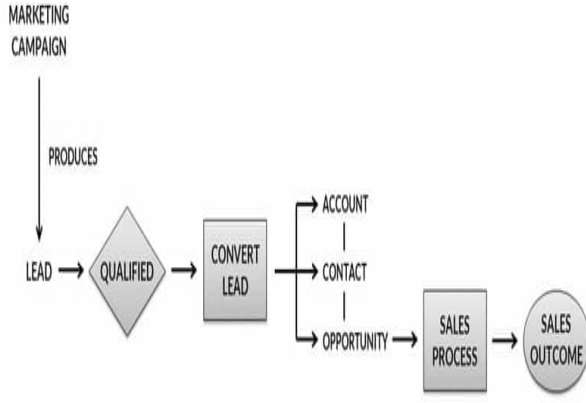 MARKETING
CAMPAIGN
PRODUCES
LEAD
QUALIFIED
CONVERT
LEAD
ACCOUNT
CONTACT
OPPORTUNITY
SALES
PROCESS
SALES
OUTCOME